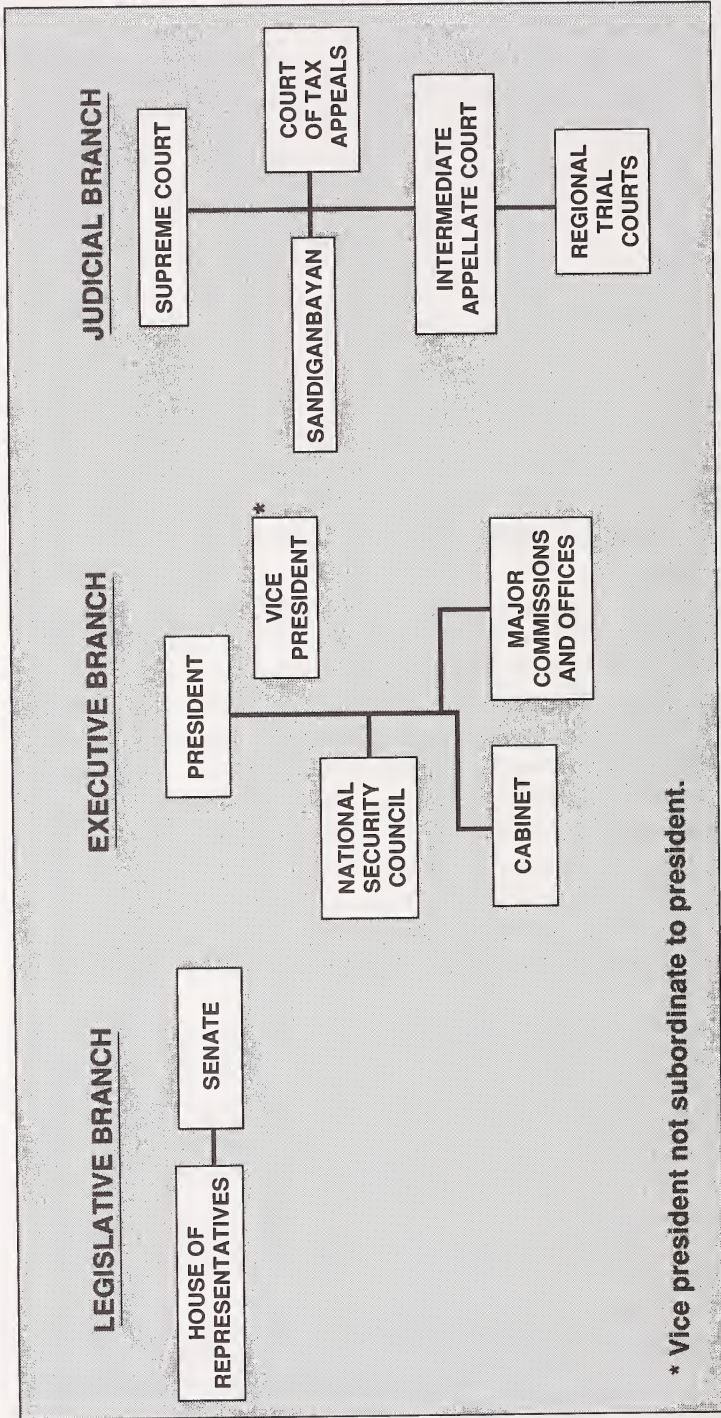 LEGISLATIVE BRANCH
HOUSE OF
REPRESENTATIVES
SENATE
EXECUTIVE BRANCH
PRESIDENT
VICE
PRESIDENT
*
NATIONAL
SECURITY
COUNCIL
CABINET
MAJOR
COMMISSIONS
AND OFFICES
JUDICIAL BRANCH
SUPREME COURT
SANDIGANBAYAN
COURT
OF TAX
APPEALS
INTERMEDIATE
APPELLATE COURT
REGIONAL
TRIAL
COURTS
* Vice president not subordinate to president.